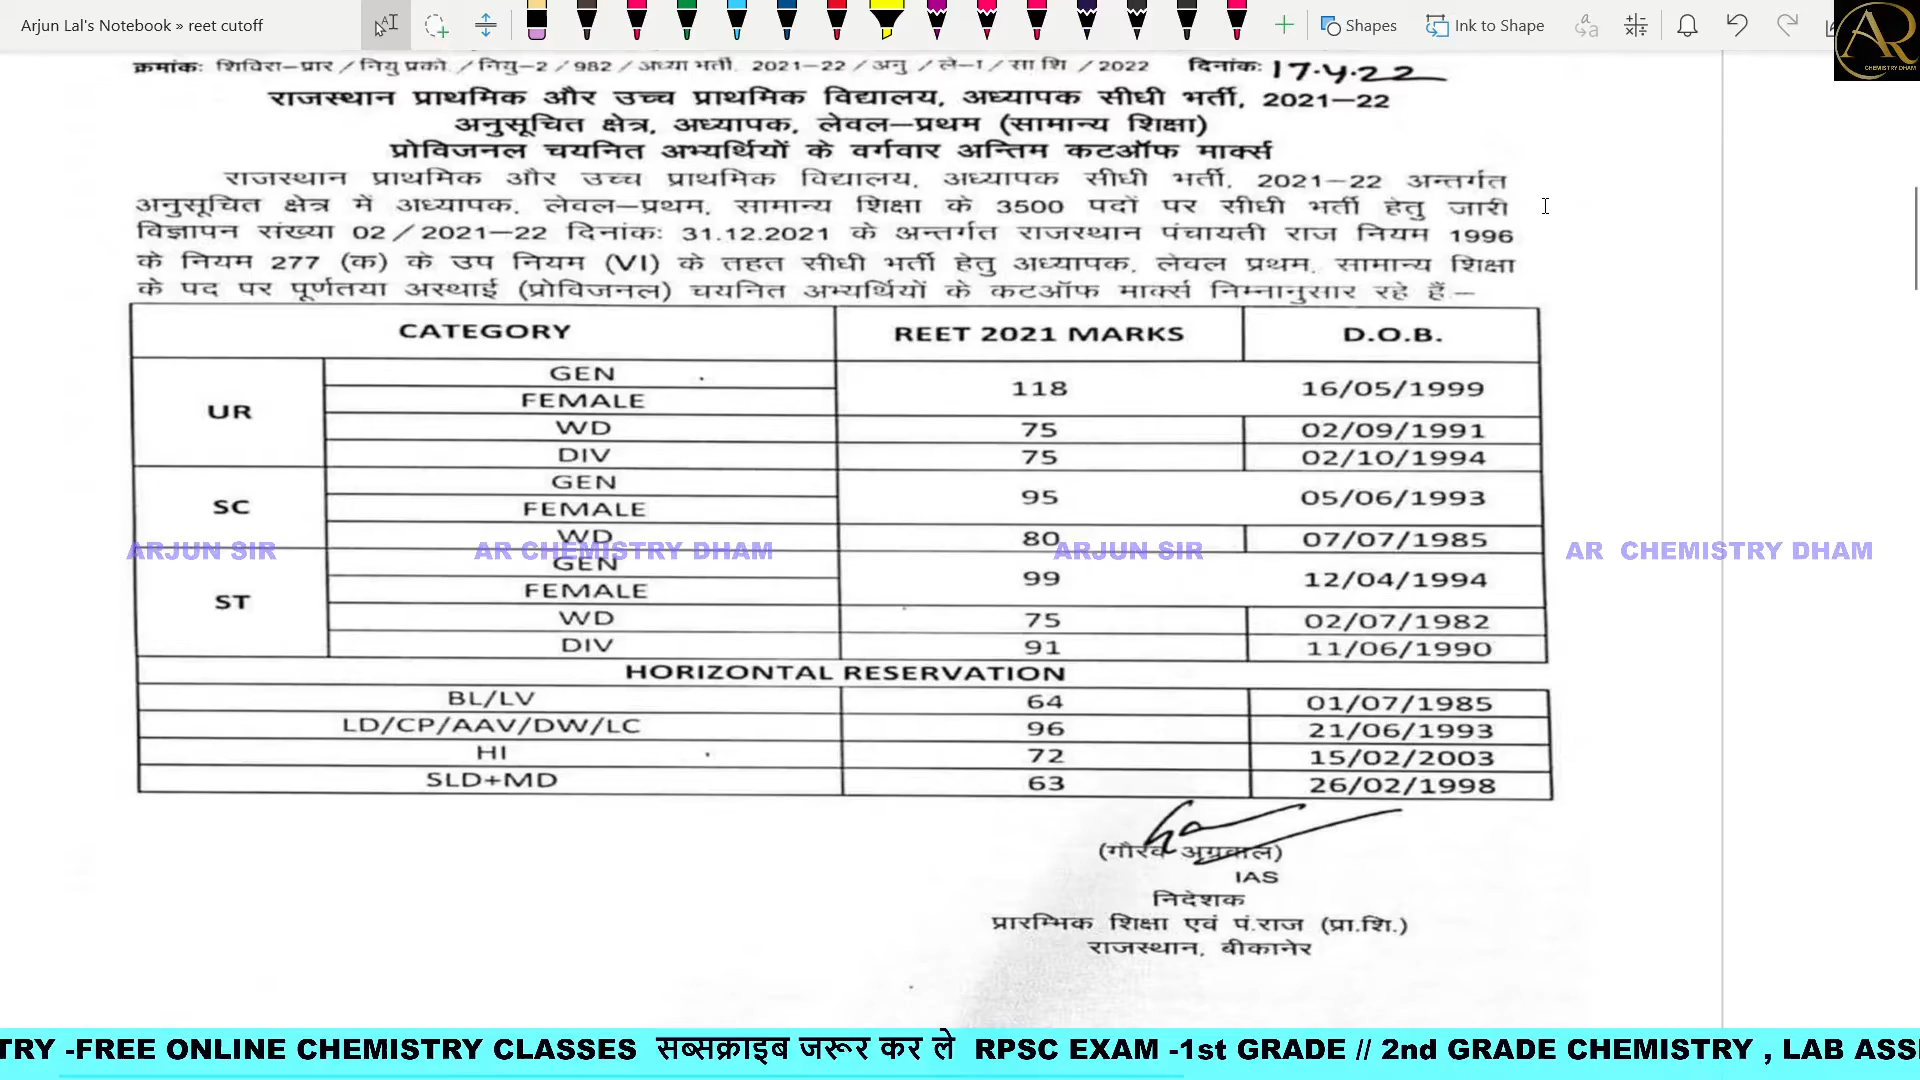 Arjun Lal's Notebook » reet cutoff
Shapes
Ink to Shape
AR
CHEMISTRY DHAM
क्रमांकः शिविरा–प्रार / नियु प्रको / नियु–2 / 982 / अध्या भर्ती. 2021–22 / अनु / ले–1 / सा शि / 2022 दिनांकः 17.4.22
राजस्थान प्राथमिक और उच्च प्राथमिक विद्यालय, अध्यापक सीधी भर्ती, 2021–22
अनुसूचित क्षेत्र, अध्यापक, लेवल–प्रथम (सामान्य शिक्षा)
प्रोविजनल चयनित अभ्यर्थियों के वर्गवार अन्तिम कटऑफ मार्क्स
राजस्थान प्राथमिक और उच्च प्राथमिक विद्यालय, अध्यापक सीधी भर्ती, 2021–22 अन्तर्गत
अनुसूचित क्षेत्र में अध्यापक, लेवल–प्रथम, सामान्य शिक्षा के 3500 पदों पर सीधी भर्ती हेतु जारी
विज्ञापन संख्या 02/2021–22 दिनांकः 31.12.2021 के अन्तर्गत राजस्थान पंचायती राज नियम 1996
के नियम 277 (क) के उप नियम (VI) के तहत सीधी भर्ती हेतु अध्यापक, लेवल प्रथम, सामान्य शिक्षा
के पद पर पूर्णतया अस्थाई (प्रोविजनल) चयनित अभ्यर्थियों के कटऑफ मार्क्स निम्नानुसार रहे हैं.–
CATEGORY REET 2021 MARKS D.O.B.
UR
GEN
FEMALE
118 16/05/1999
WD 75 02/09/1991
DIV 75 02/10/1994
SC
GEN
FEMALE
95 05/06/1993
WD 80 07/07/1985
ARJUN SIR AR CHEMISTRY DHAM ARJUN SIR AR CHEMISTRY DHAM
ST
GEN
FEMALE
99 12/04/1994
WD 75 02/07/1982
DIV 91 11/06/1990
HORIZONTAL RESERVATION
BL/LV 64 01/07/1985
LD/CP/AAV/DW/LC 96 21/06/1993
HI 72 15/02/2003
SLD+MD 63 26/02/1998
(गौरव अग्रवाल)
IAS
निदेशक
प्रारम्भिक शिक्षा एवं पं.राज (प्रा.शि.)
राजस्थान, बीकानेर
TRY -FREE ONLINE CHEMISTRY CLASSES सब्सक्राइब जरूर कर ले RPSC EXAM -1st GRADE // 2nd GRADE CHEMISTRY , LAB ASS